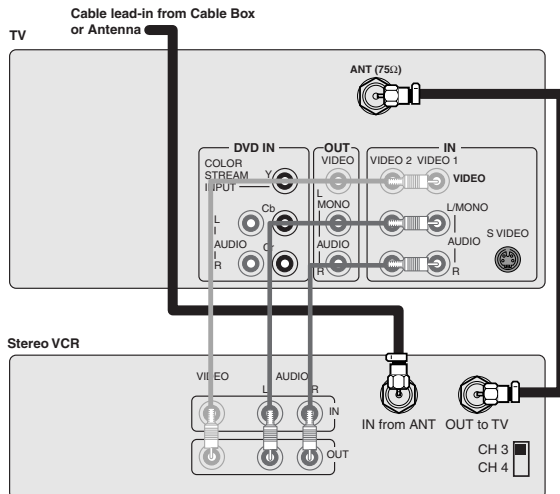 Cable lead-in from Cable Box
or Antenna
TV
ANT (75Ω)
DVD IN
OUT
IN
COLOR
STREAM
INPUT
Y
VIDEO
VIDEO 2
VIDEO 1
VIDEO
L
MONO
L/MONO
Cb
L
AUDIO
R
Cr
AUDIO
R
AUDIO
R
S VIDEO
Stereo VCR
VIDEO
AUDIO
L
R
IN
OUT
IN from ANT
OUT to TV
CH 3
CH 4